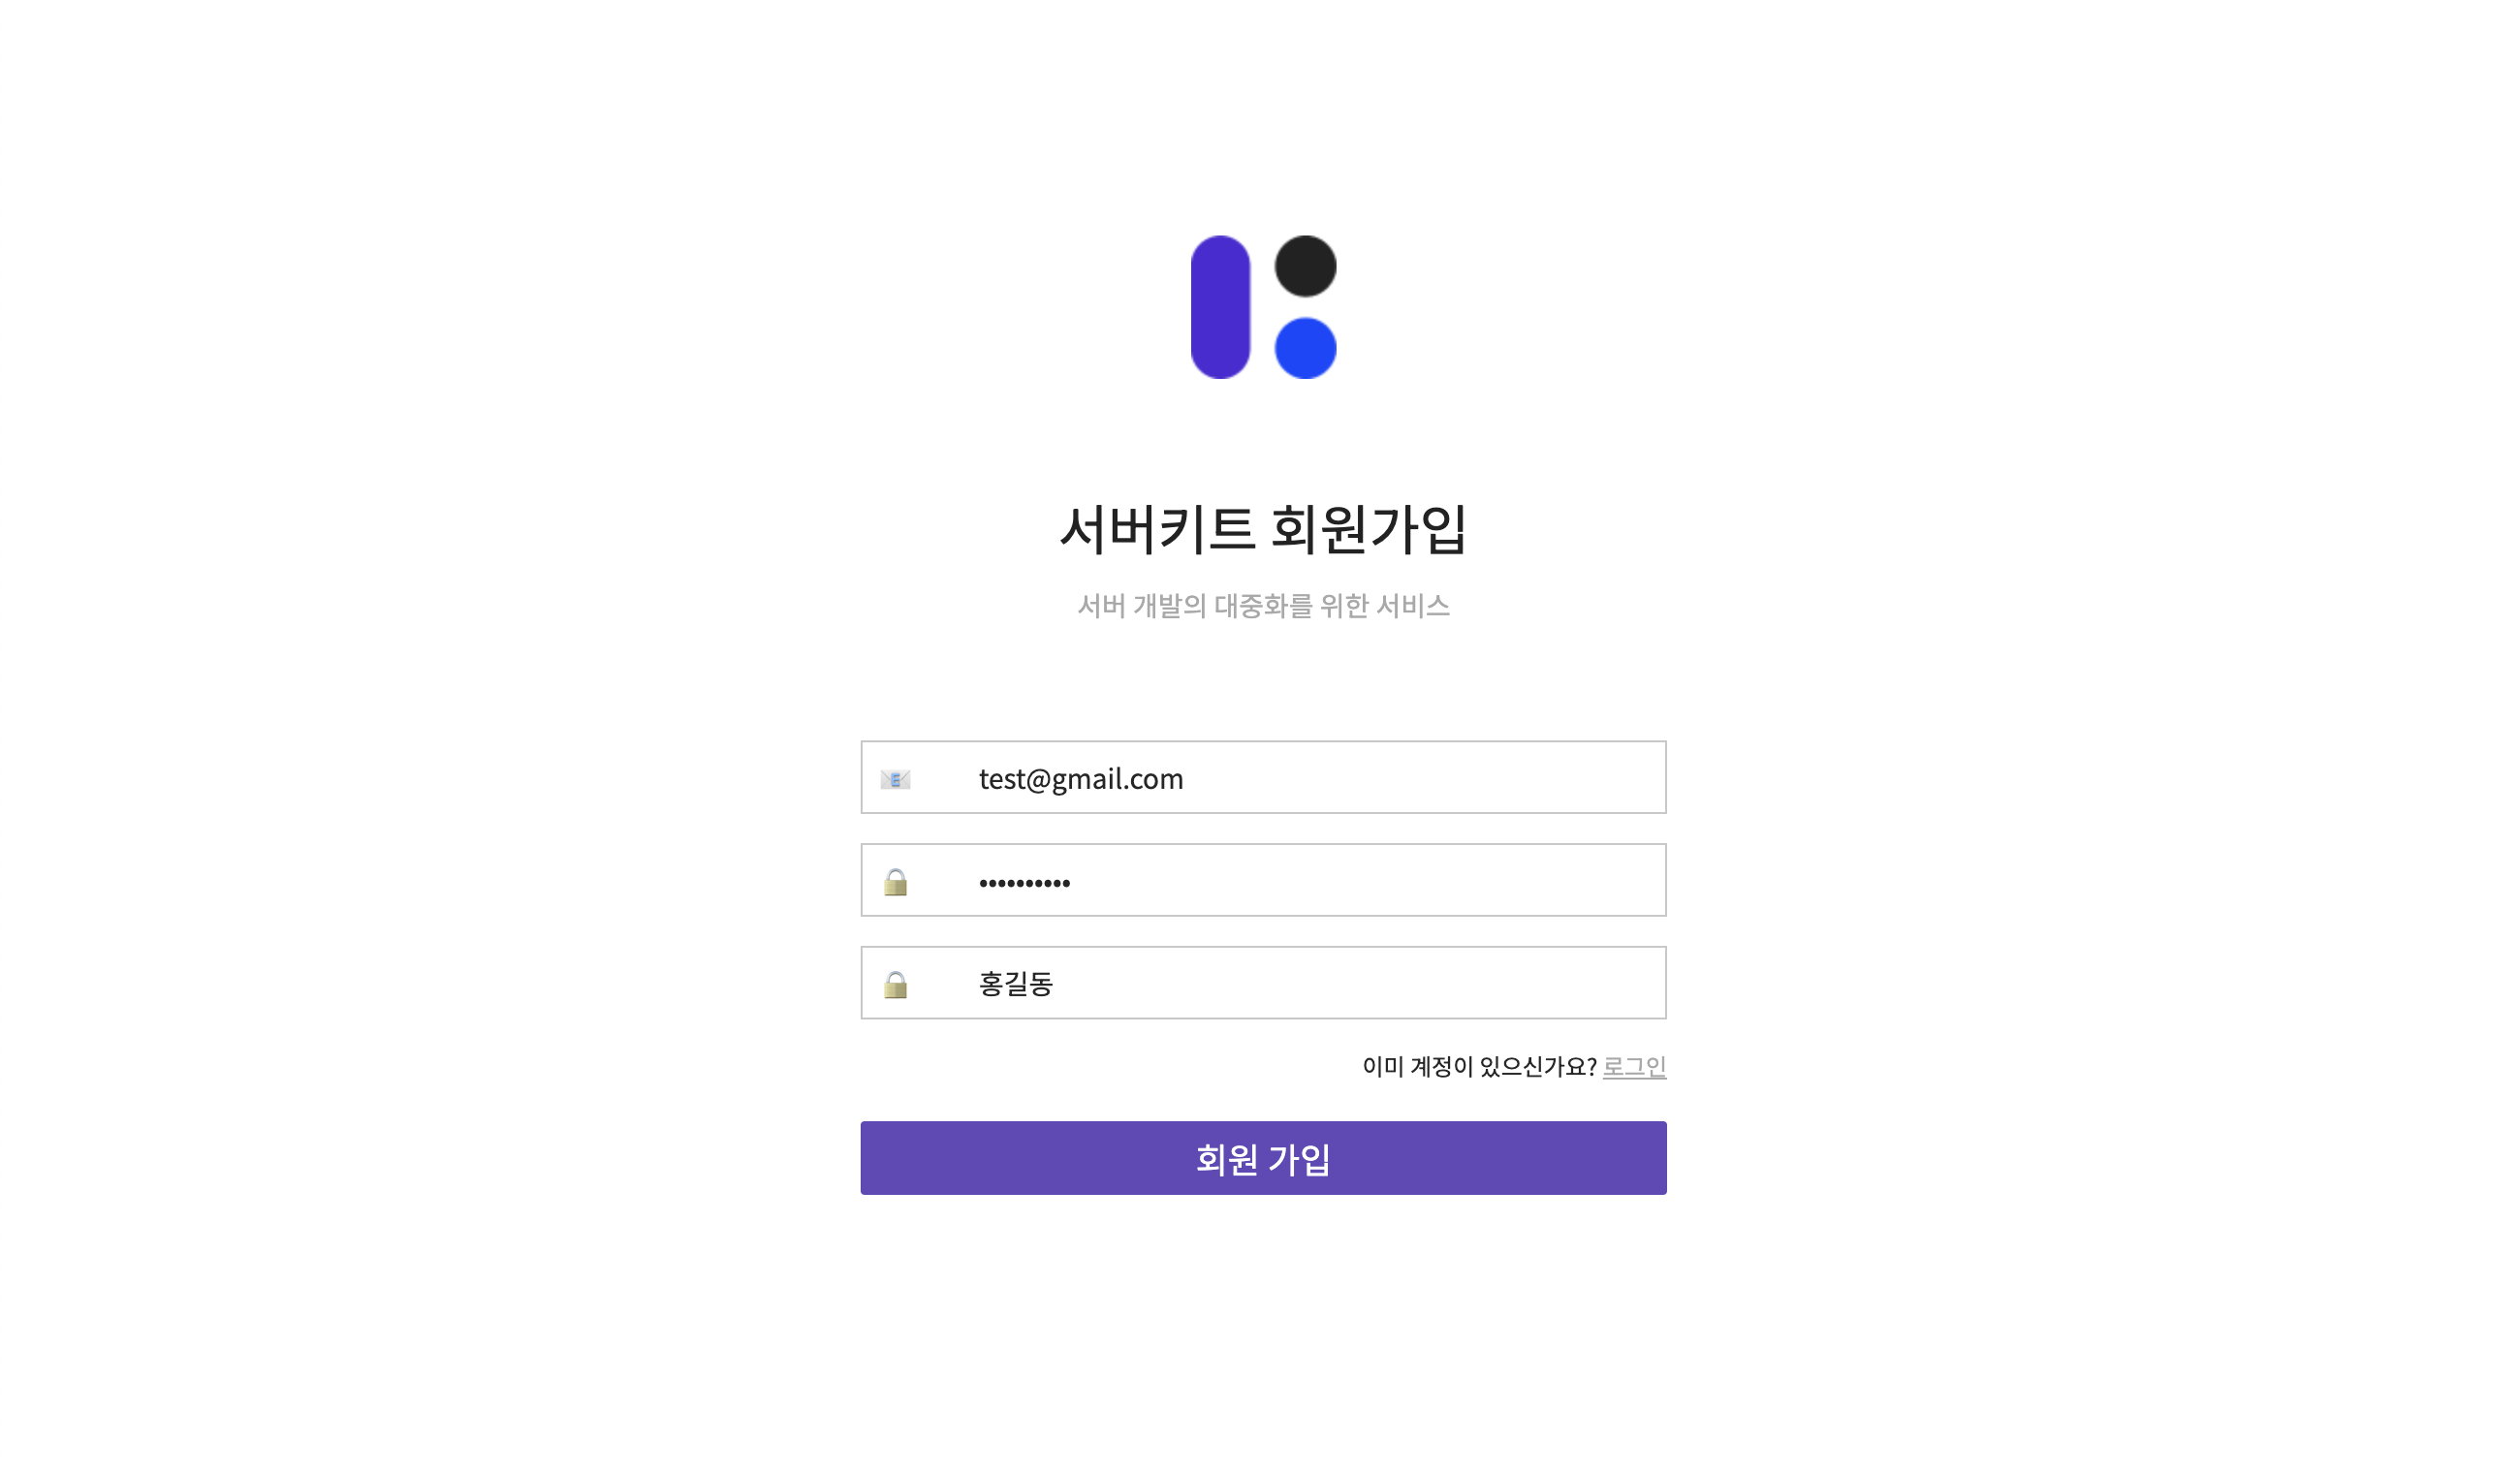 서버키트 회원가입
서버 개발의 대중화를 위한 서비스
test@gmail.com
••••••••••
홍길동
이미 계정이 있으신가요? 로그인
회원 가입